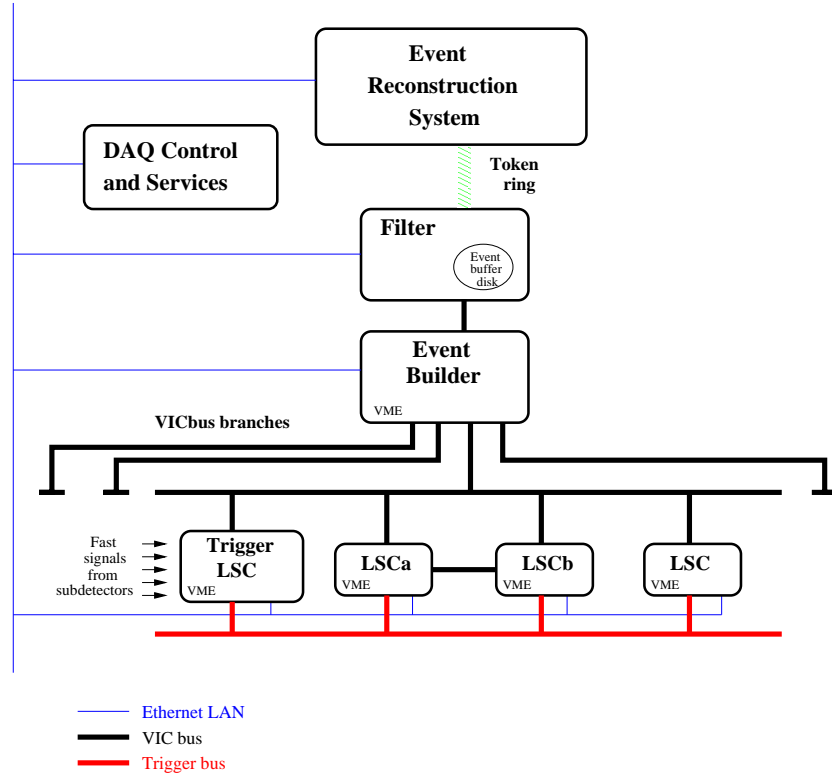 Event
Reconstruction
System
DAQ Control
and Services
Token
ring
Filter
Event
buffer
disk
Event
Builder
VME
VICbus branches
Fast
signals
from
subdetectors
Trigger
LSC
VME
LSCa
VME
LSCb
VME
LSC
VME
Ethernet LAN
VIC bus
Trigger bus